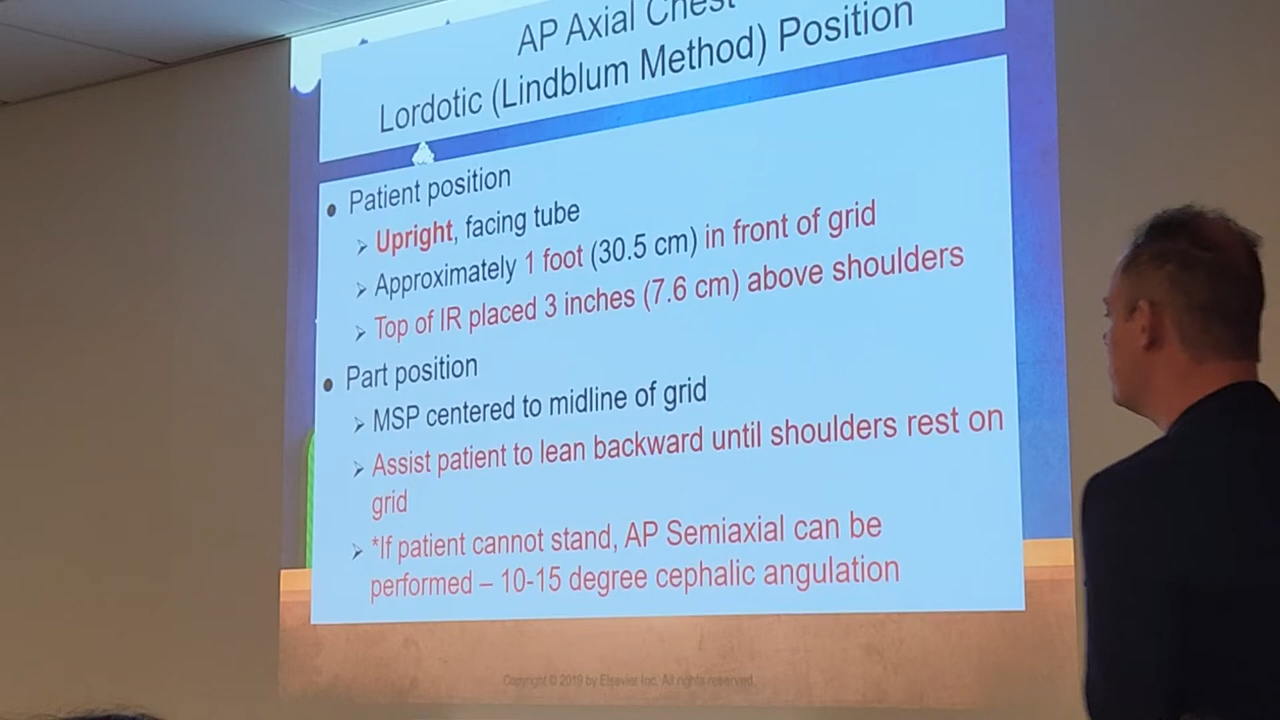 AP Axial Chest
Lordotic (Lindblum Method) Position
Patient position
Upright, facing tube
Approximately 1 foot (30.5 cm) in front of grid
Top of IR placed 3 inches (7.6 cm) above shoulders
Part position
MSP centered to midline of grid
Assist patient to lean backward until shoulders rest on
grid
*If patient cannot stand, AP Semiaxial can be
performed – 10-15 degree cephalic angulation
Copyright © 2019 by Elsevier Inc. All rights reserved.